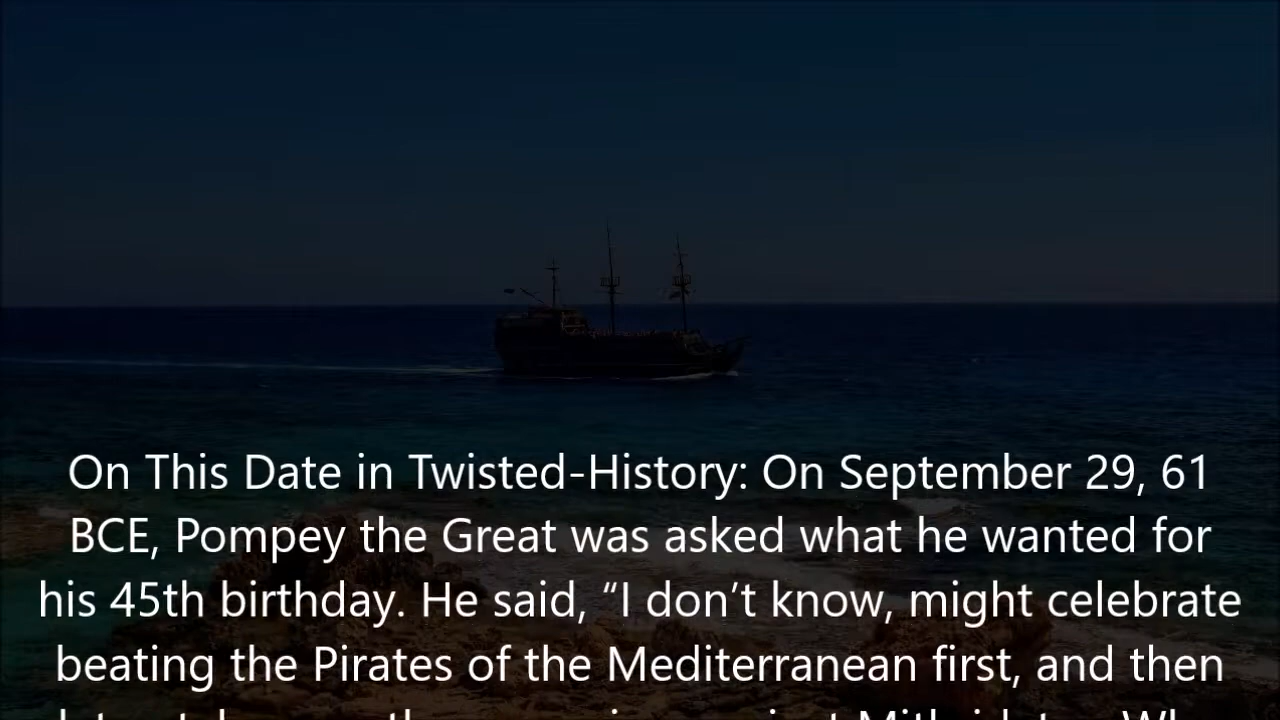 On This Date in Twisted-History: On September 29, 61
BCE, Pompey the Great was asked what he wanted for
his 45th birthday. He said, “I don’t know, might celebrate
beating the Pirates of the Mediterranean first, and then